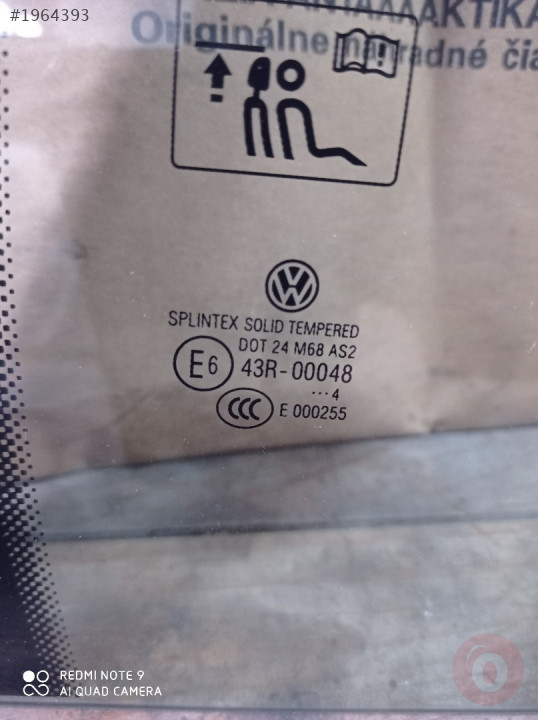 #1964393
Originálne náhradné čia
SPLINTEX SOLID TEMPERED
DOT 24 M68 AS2
E6 43R-00048
...4
CCC E 000255
REDMI NOTE 9
AI QUAD CAMERA